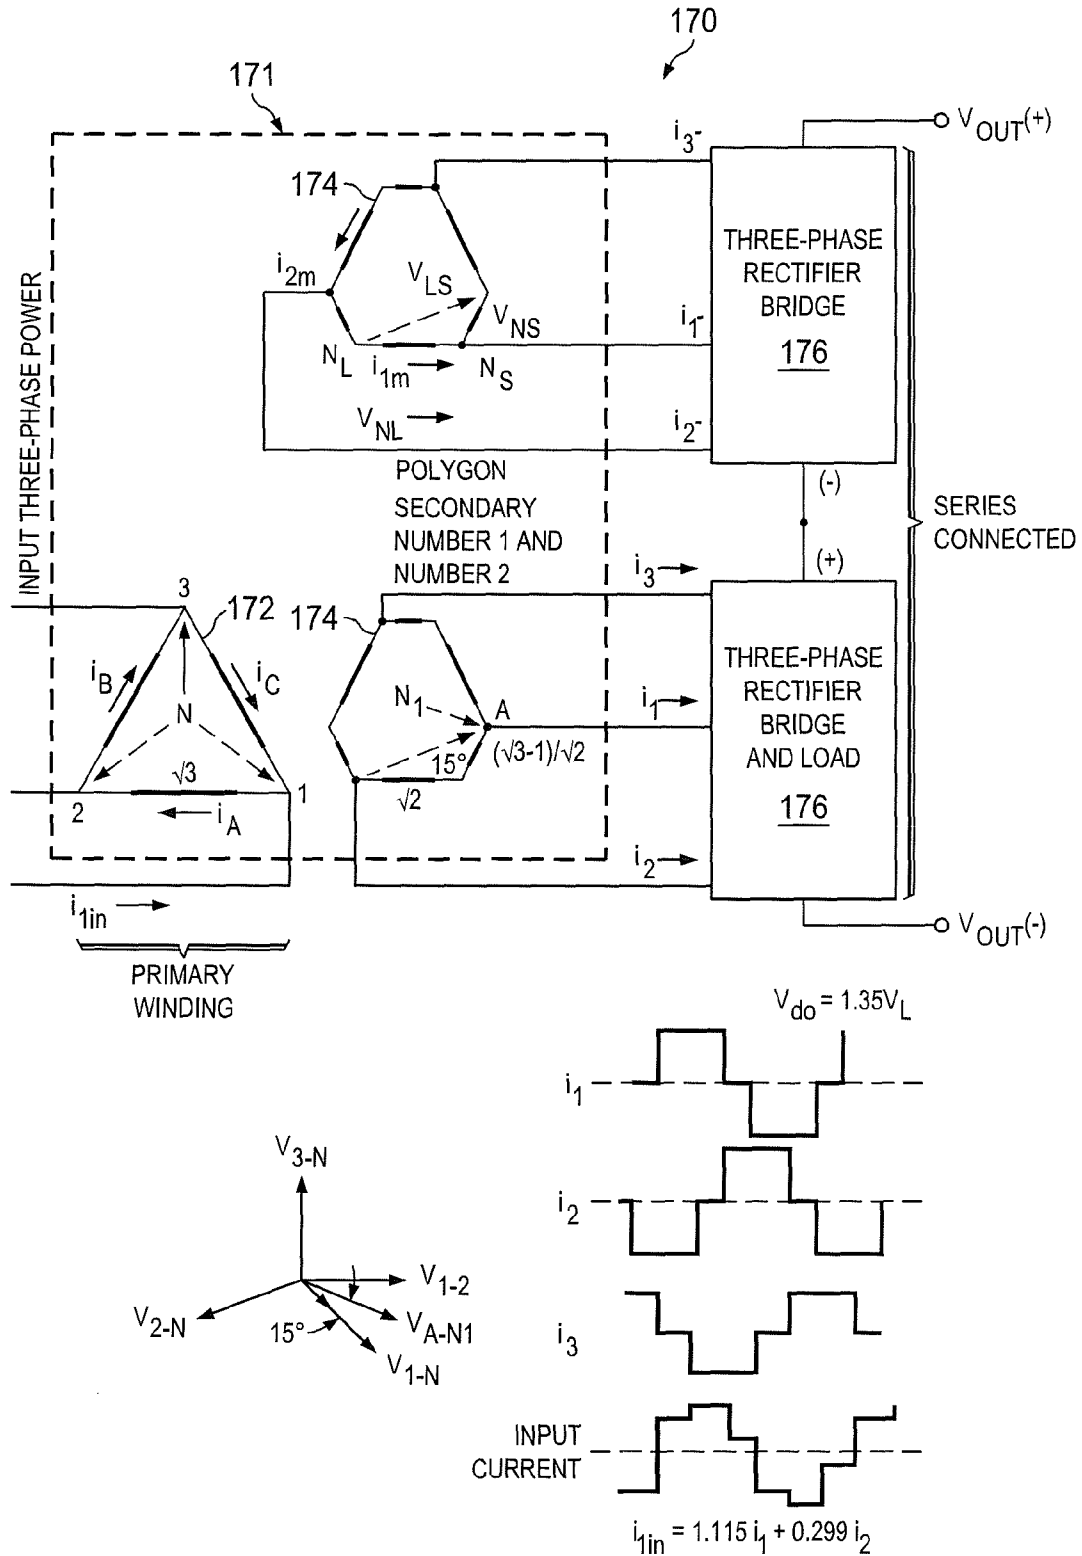 170
171
INPUT THREE-PHASE POWER
174
i2m
VLS
VNS
NL
i1m
NS
VNL
POLYGON
SECONDARY
NUMBER 1 AND
NUMBER 2
i3-
i1-
i2-
THREE-PHASE
RECTIFIER
BRIDGE
176
VOUT(+)
(-)
(+)
SERIES
CONNECTED
3
172
iB
iC
N
√3
2
1
iA
i1in
PRIMARY
WINDING
174
N1
A
15°
(√3-1)/√2
√2
i3
i1
i2
THREE-PHASE
RECTIFIER
BRIDGE
AND LOAD
176
VOUT(-)
Vdo = 1.35VL
i1
i2
i3
INPUT
CURRENT
i1in = 1.115 i1 + 0.299 i2
V3-N
V1-2
V2-N
VA-N1
15°
V1-N